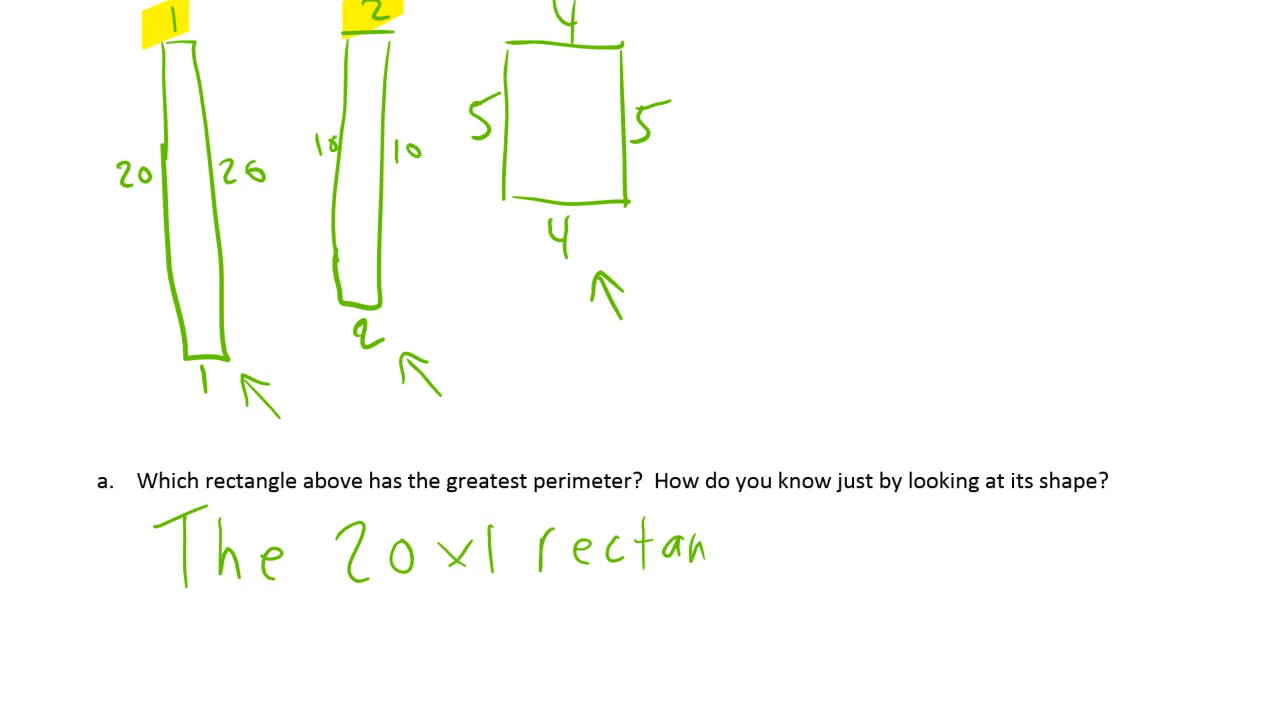 1 2 4
20 26 10 10 5 5
4
2
1
a. Which rectangle above has the greatest perimeter? How do you know just by looking at its shape?
The 20x1 rectan